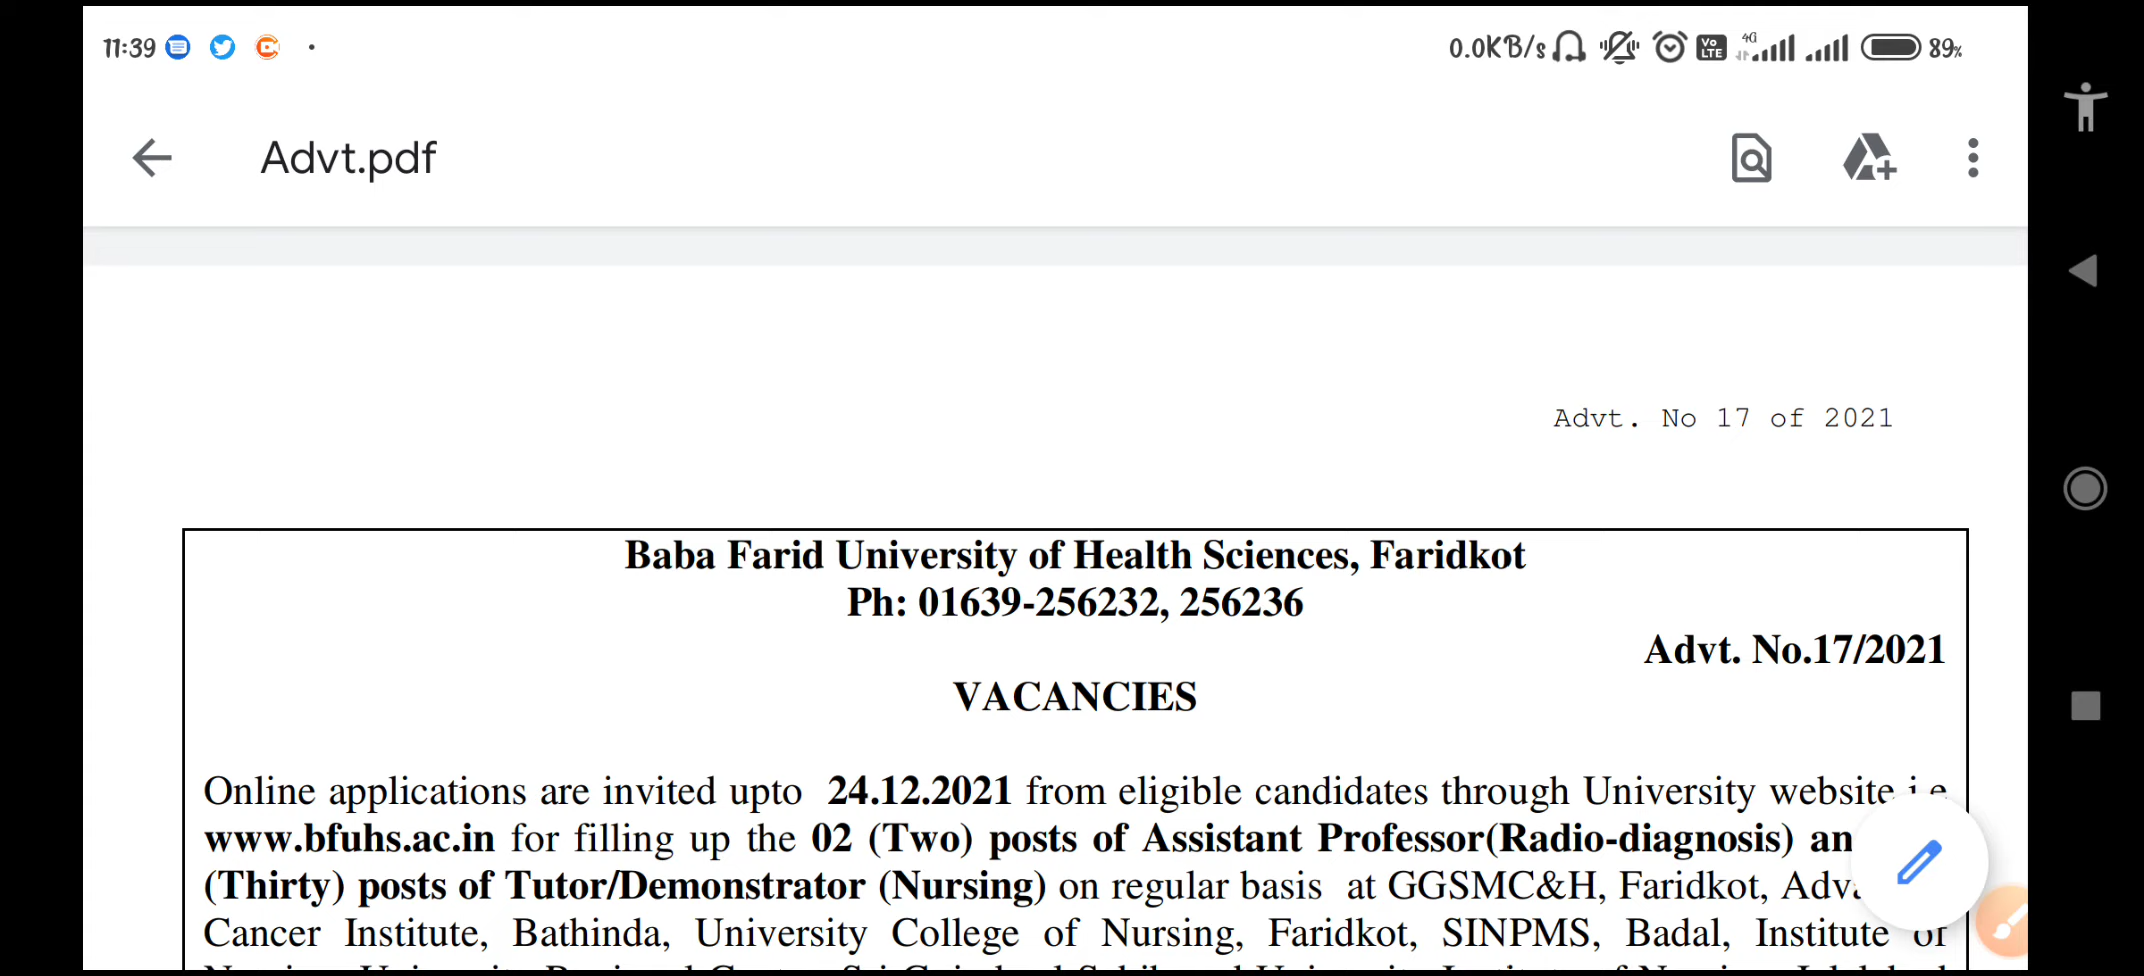 11:39 0.0KB/s Vo LTE 4G 89%
Advt.pdf
Advt. No 17 of 2021
Baba Farid University of Health Sciences, Faridkot
Ph: 01639-256232, 256236
Advt. No.17/2021
VACANCIES
Online applications are invited upto 24.12.2021 from eligible candidates through University website i.e
www.bfuhs.ac.in for filling up the 02 (Two) posts of Assistant Professor(Radio-diagnosis) an
(Thirty) posts of Tutor/Demonstrator (Nursing) on regular basis at GGSMC&H, Faridkot, Adva
Cancer Institute, Bathinda, University College of Nursing, Faridkot, SINPMS, Badal, Institute of